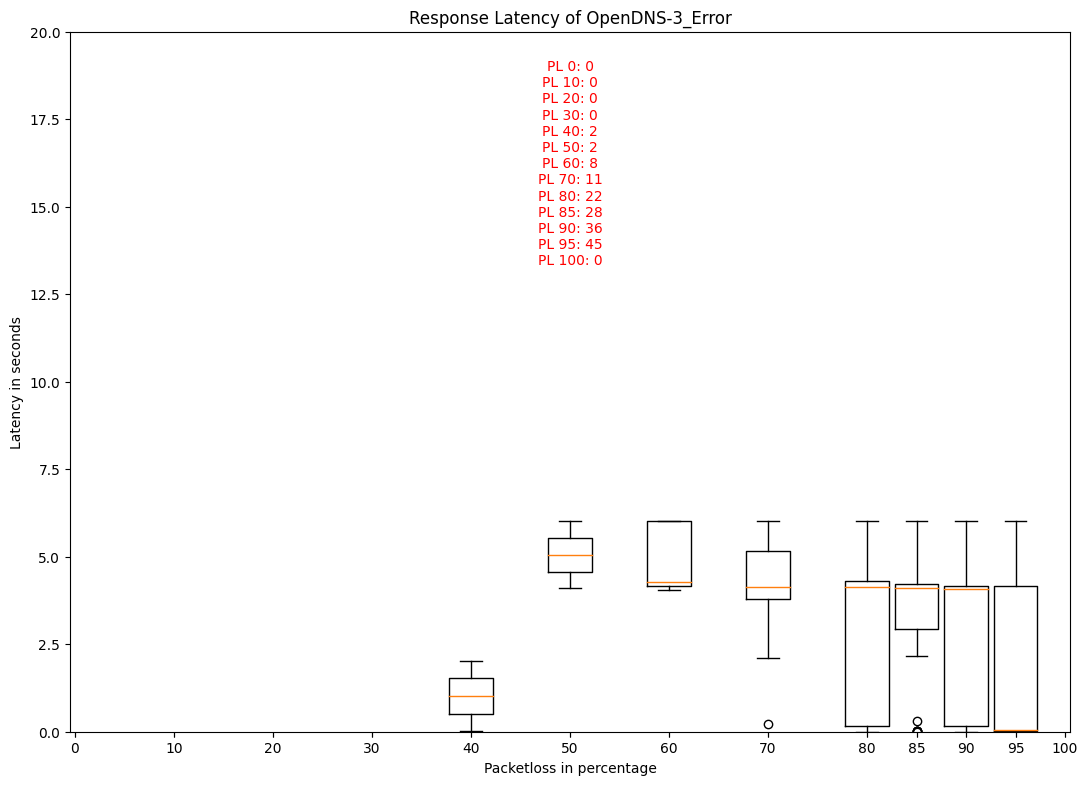 Response Latency of OpenDNS-3_Error
20.0
17.5
15.0
12.5
10.0
7.5
5.0
2.5
0.0
Latency in seconds
PL 0: 0
PL 10: 0
PL 20: 0
PL 30: 0
PL 40: 2
PL 50: 2
PL 60: 8
PL 70: 11
PL 80: 22
PL 85: 28
PL 90: 36
PL 95: 45
PL 100: 0
0 10 20 30 40 50 60 70 80 85 90 95 100
Packetloss in percentage